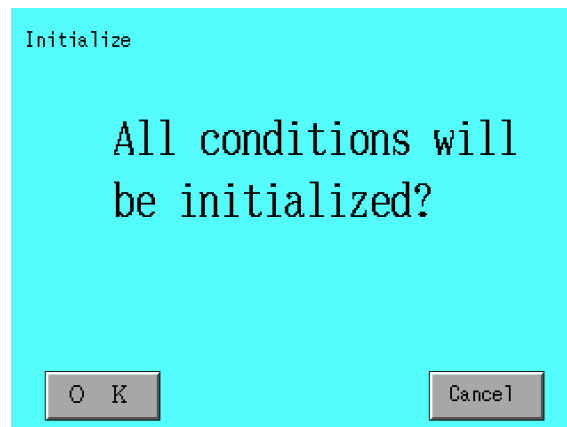 Initialize
All conditions will
be initialized?
O K
Cancel